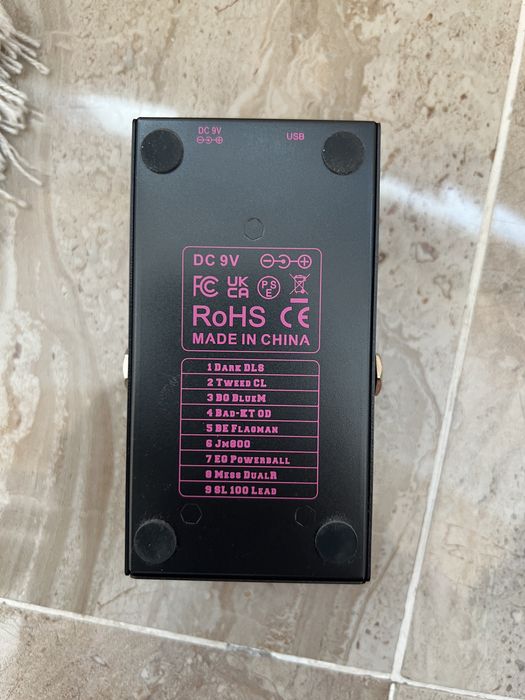 DC 9V
USB
DC 9V
FC UK CA PSE
RoHS CE
MADE IN CHINA
1 DARK DLS
2 TWEED CL
3 BG BLUEM
4 BAD-KT OD
5 BE FLAGMAN
6 JM800
7 EG POWERBALL
8 MESS DUALR
9 SL 100 LEAD